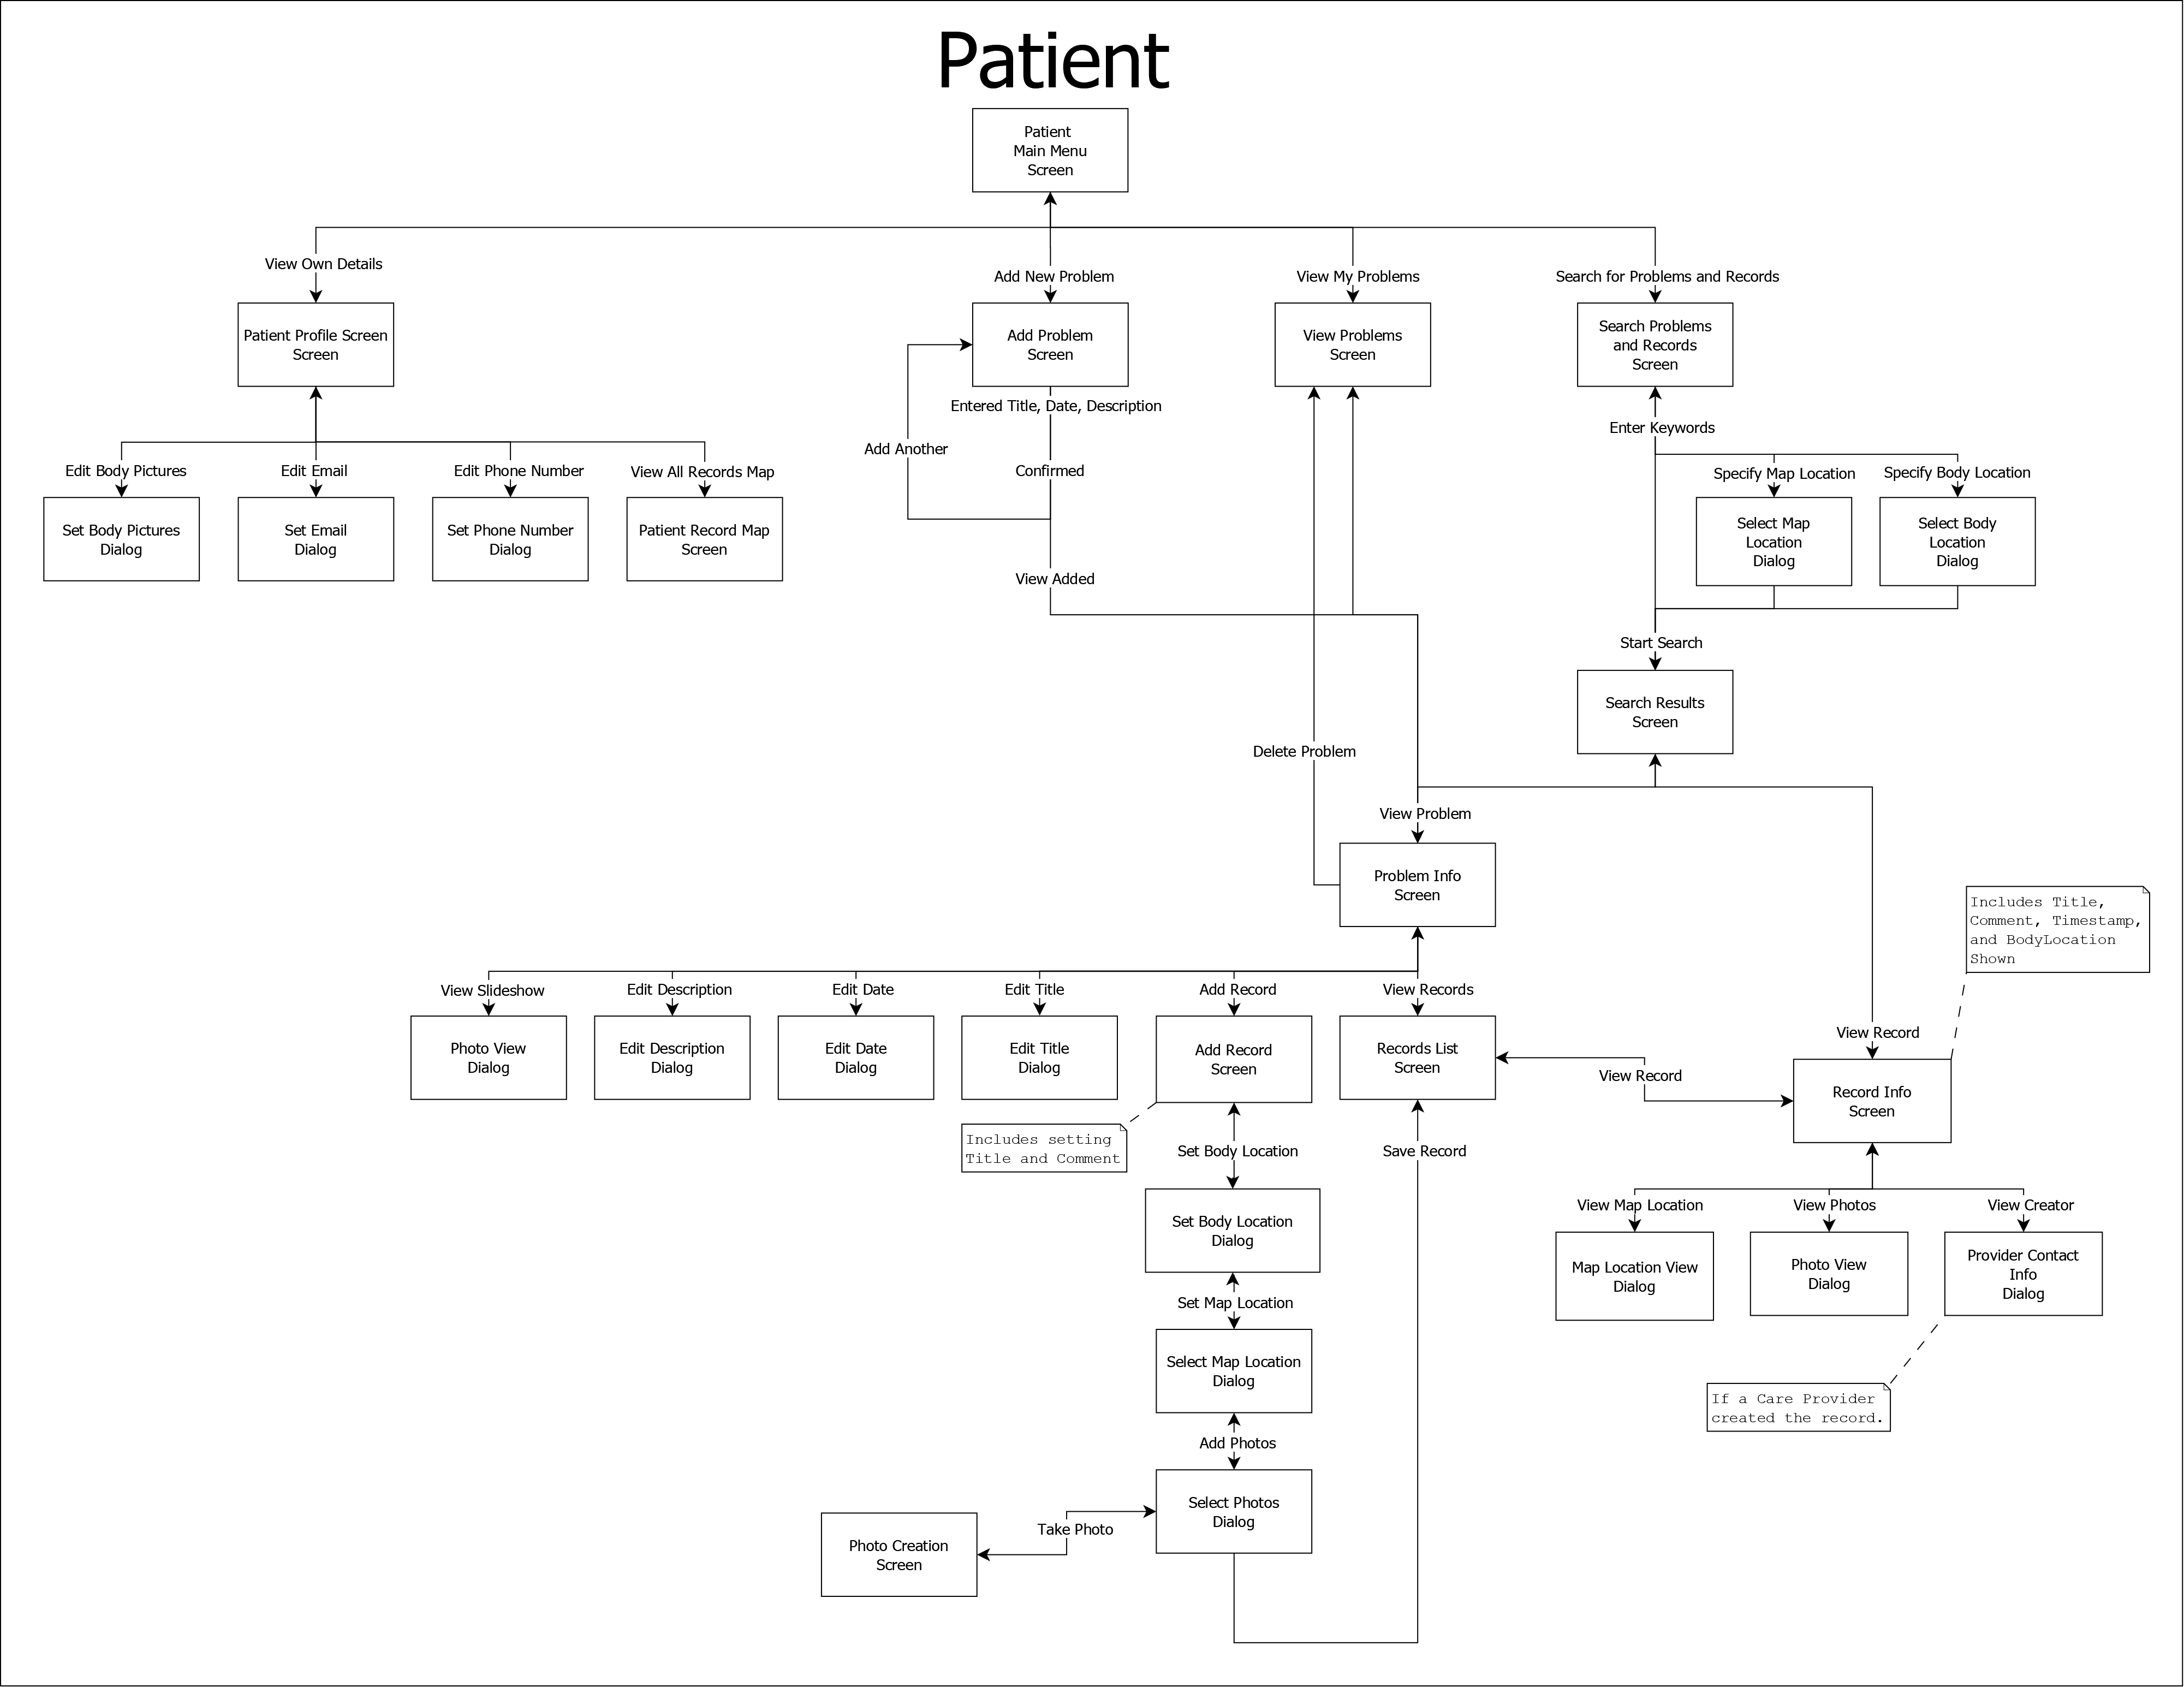 Patient
Patient
Main Menu
Screen
View Own Details
Add New Problem
View My Problems
Search for Problems and Records
Patient Profile Screen
Screen
Add Problem
Screen
View Problems
Screen
Search Problems
and Records
Screen
Entered Title, Date, Description
Enter Keywords
Add Another
Confirmed
Edit Body Pictures
Edit Email
Edit Phone Number
View All Records Map
Specify Map Location
Specify Body Location
Set Body Pictures
Dialog
Set Email
Dialog
Set Phone Number
Dialog
Patient Record Map
Screen
Select Map
Location
Dialog
Select Body
Location
Dialog
View Added
Start Search
Search Results
Screen
Delete Problem
View Problem
Problem Info
Screen
Includes Title,
Comment, Timestamp,
and BodyLocation
Shown
View Slideshow
Edit Description
Edit Date
Edit Title
Add Record
View Records
View Record
Photo View
Dialog
Edit Description
Dialog
Edit Date
Dialog
Edit Title
Dialog
Add Record
Screen
Records List
Screen
View Record
Record Info
Screen
Includes setting
Title and Comment
Set Body Location
Save Record
View Map Location
View Photos
View Creator
Set Body Location
Dialog
Map Location View
Dialog
Photo View
Dialog
Provider Contact
Info
Dialog
Set Map Location
Select Map Location
Dialog
If a Care Provider
created the record.
Add Photos
Select Photos
Dialog
Take Photo
Photo Creation
Screen